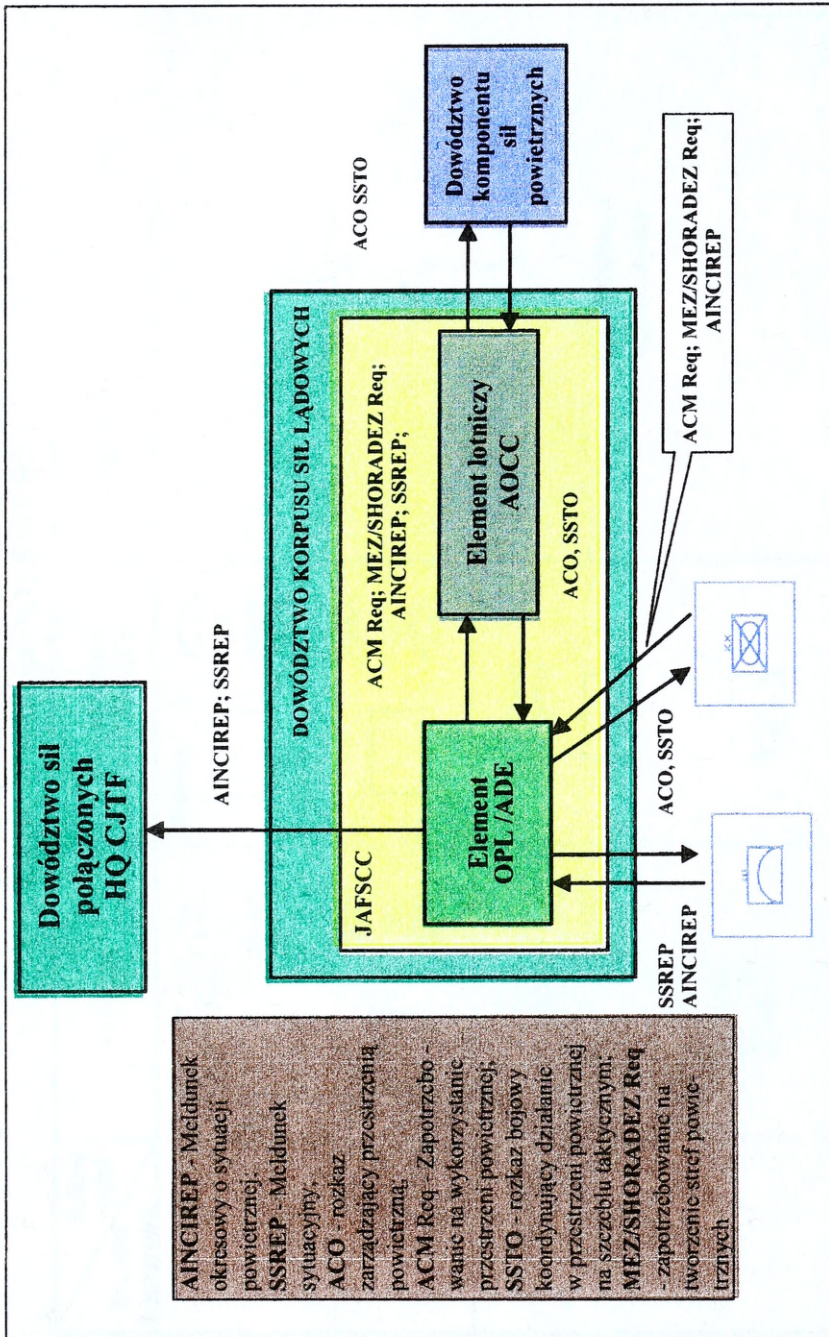 Dowództwo sił
połączonych
HQ CJTF
AINCIREP; SSREP
DOWÓDZTWO KORPUSU SIŁ LĄDOWYCH
JAFSCC
ACM Req; MEZ/SHORADEZ Req;
AINCIREP; SSREP;
Element
OPL /ADE
Element lotniczy
AOCC
ACO, SSTO
ACO SSTO
Dowództwo
komponentu
sił
powietrznych
SSREP
AINCIREP
ACO, SSTO
ACM Req; MEZ/SHORADEZ Req;
AINCIREP
AINCIREP - Meldunek
okresowy o sytuacji
powietrznej,
SSREP - Meldunek
sytuacyjny,
ACO - rozkaz
zarządzający przestrzenią
powietrzną;
ACM Req - Zapotrzebo -
wanie na wykorzystanie
przestrzeni powietrznej;
SSTO - rozkaz bojowy
koordynujący działanie
w przestrzeni powietrznej
na szczeblu taktycznym;
MEZ/SHORADEZ Req
- zapotrzebowanie na
tworzenie stref powie-
trznych